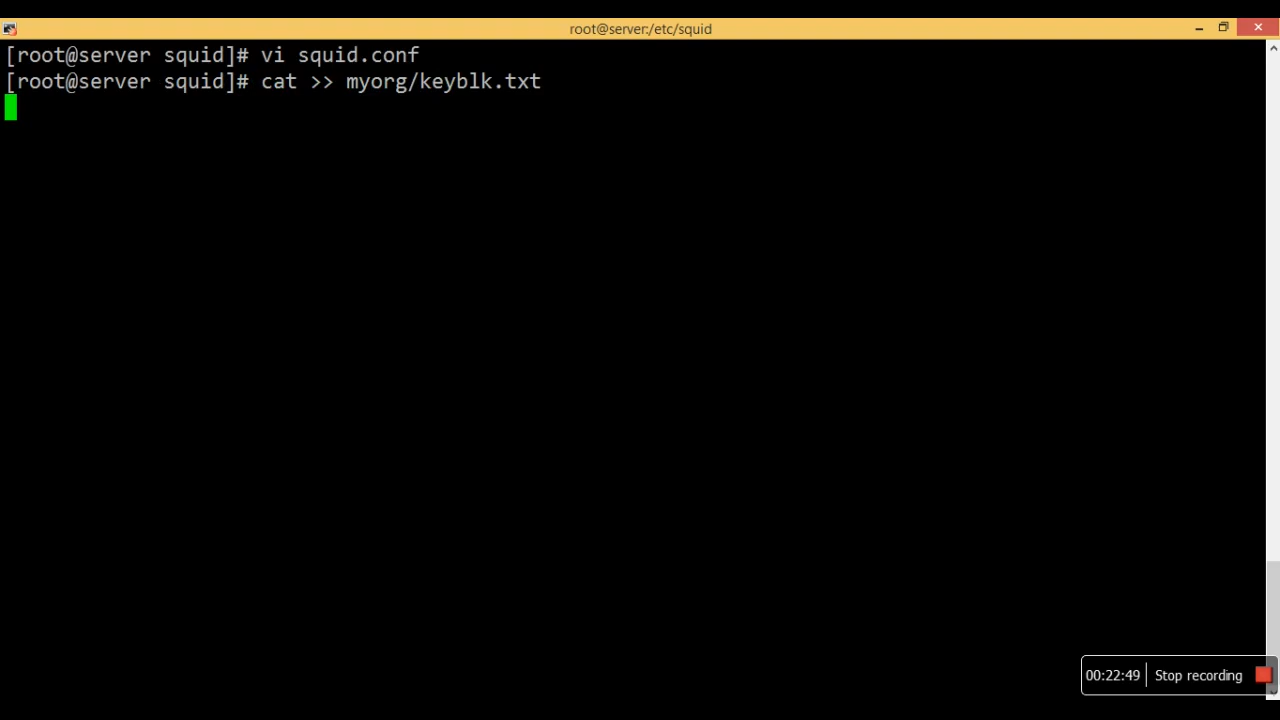 root@server:/etc/squid
[root@server squid]# vi squid.conf
[root@server squid]# cat >> myorg/keyblk.txt
00:22:49 Stop recording